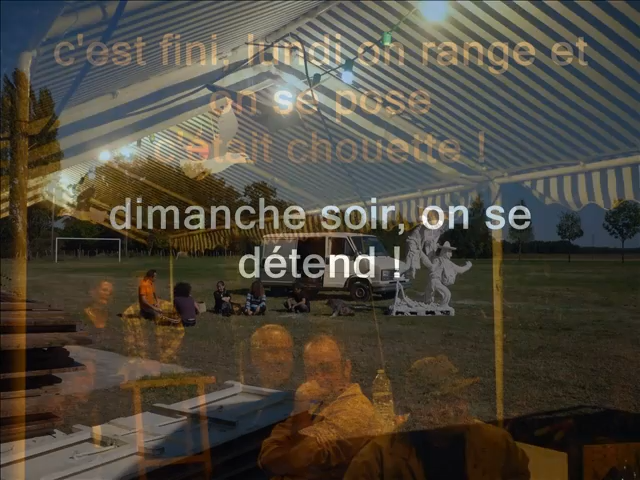 c'est fini, lundi on range et
on se pose
c'était chouette !
dimanche soir, on se
détend !